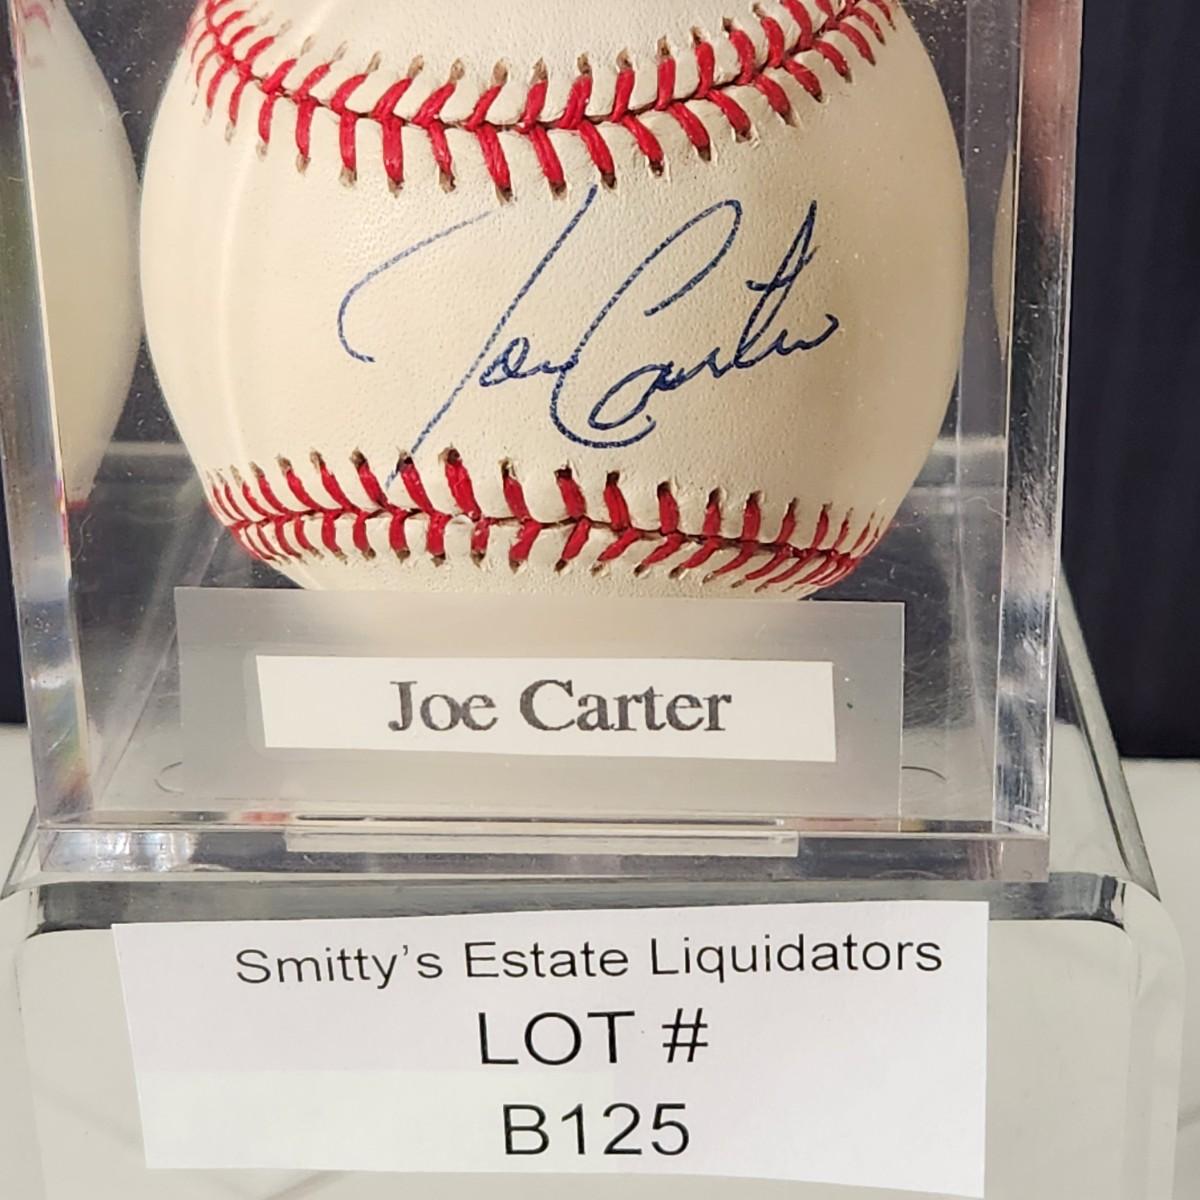 Joe Carter
Joe Carter
Smitty's Estate Liquidators
LOT #
B125